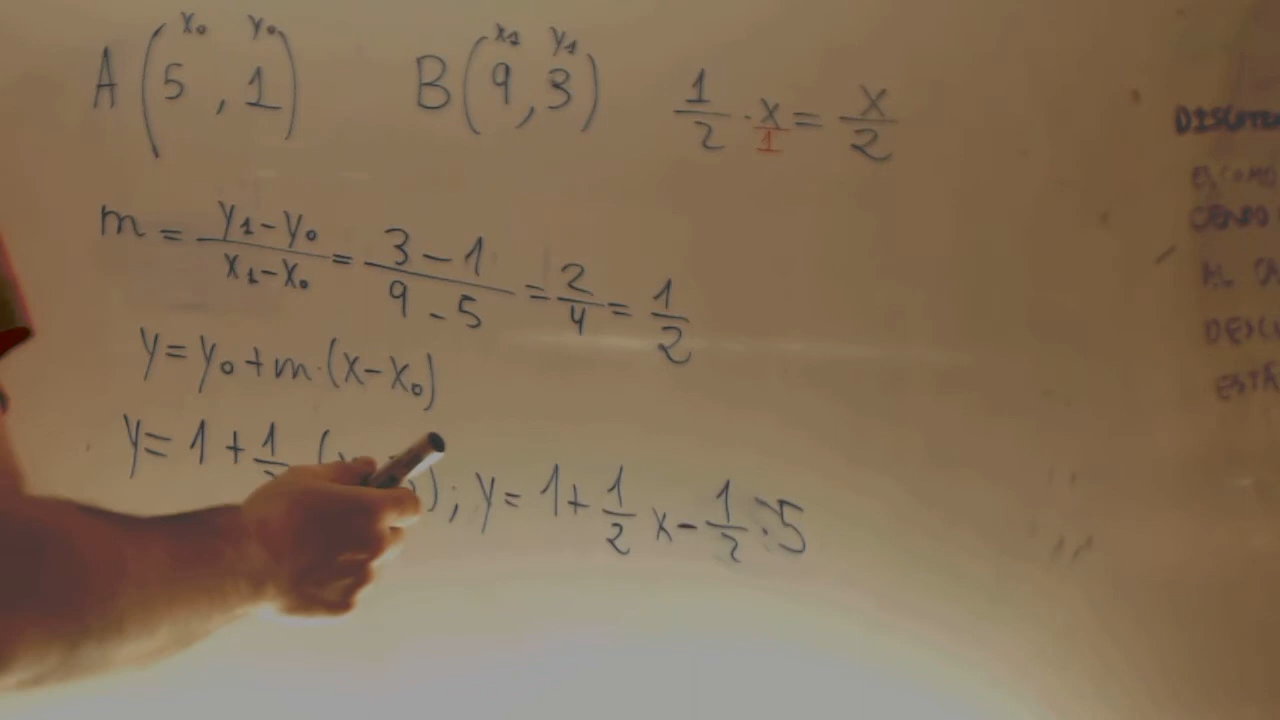 A (5, 1) x₀ y₀
B (9, 3) x₁ y₁
1/2 · x/1 = x/2
m = (y₁ - y₀)/(x₁ - x₀) = (3 - 1)/(9 - 5) = 2/4 = 1/2
y = y₀ + m·(x - x₀)
y = 1 + 1/2 ( ) ; y = 1 + 1/2 x - 1/2 · 5